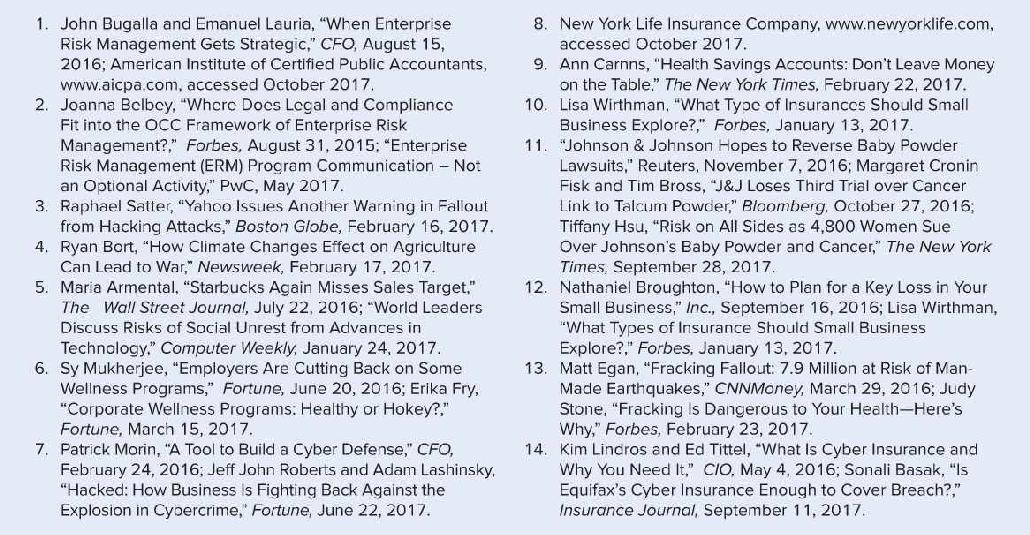 1. John Bugalla and Emanuel Lauria, “When Enterprise
Risk Management Gets Strategic,” CFO, August 15,
2016; American Institute of Certified Public Accountants,
www.aicpa.com, accessed October 2017.
2. Joanna Belbey, “Where Does Legal and Compliance
Fit into the OCC Framework of Enterprise Risk
Management?,” Forbes, August 31, 2015; “Enterprise
Risk Management (ERM) Program Communication – Not
an Optional Activity,” PwC, May 2017.
3. Raphael Satter, “Yahoo Issues Another Warning in Fallout
from Hacking Attacks,” Boston Globe, February 16, 2017.
4. Ryan Bort, “How Climate Changes Effect on Agriculture
Can Lead to War,” Newsweek, February 17, 2017.
5. Maria Armental, “Starbucks Again Misses Sales Target,”
The Wall Street Journal, July 22, 2016; “World Leaders
Discuss Risks of Social Unrest from Advances in
Technology,” Computer Weekly, January 24, 2017.
6. Sy Mukherjee, “Employers Are Cutting Back on Some
Wellness Programs,” Fortune, June 20, 2016; Erika Fry,
“Corporate Wellness Programs: Healthy or Hokey?,”
Fortune, March 15, 2017.
7. Patrick Morin, “A Tool to Build a Cyber Defense,” CFO,
February 24, 2016; Jeff John Roberts and Adam Lashinsky,
“Hacked: How Business Is Fighting Back Against the
Explosion in Cybercrime,” Fortune, June 22, 2017.
8. New York Life Insurance Company, www.newyorklife.com,
accessed October 2017.
9. Ann Carnns, “Health Savings Accounts: Don’t Leave Money
on the Table,” The New York Times, February 22, 2017.
10. Lisa Wirthman, “What Type of Insurances Should Small
Business Explore?,” Forbes, January 13, 2017.
11. “Johnson & Johnson Hopes to Reverse Baby Powder
Lawsuits,” Reuters, November 7, 2016; Margaret Cronin
Fisk and Tim Bross, “J&J Loses Third Trial over Cancer
Link to Talcum Powder,” Bloomberg, October 27, 2016;
Tiffany Hsu, “Risk on All Sides as 4,800 Women Sue
Over Johnson’s Baby Powder and Cancer,” The New York
Times, September 28, 2017.
12. Nathaniel Broughton, “How to Plan for a Key Loss in Your
Small Business,” Inc., September 16, 2016; Lisa Wirthman,
“What Types of Insurance Should Small Business
Explore?,” Forbes, January 13, 2017.
13. Matt Egan, “Fracking Fallout: 7.9 Million at Risk of Man-
Made Earthquakes,” CNNMoney, March 29, 2016; Judy
Stone, “Fracking Is Dangerous to Your Health—Here’s
Why,” Forbes, February 23, 2017.
14. Kim Lindros and Ed Tittel, “What Is Cyber Insurance and
Why You Need It,” CIO, May 4, 2016; Sonali Basak, “Is
Equifax’s Cyber Insurance Enough to Cover Breach?,”
Insurance Journal, September 11, 2017.